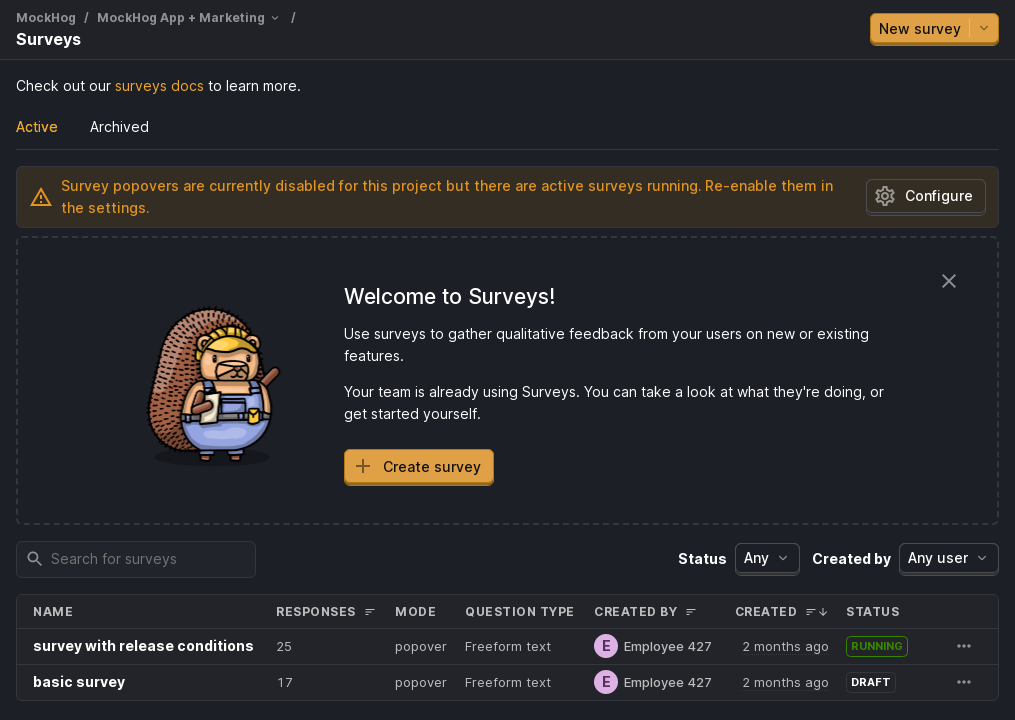 MockHog / MockHog App + Marketing /
Surveys
New survey
Check out our surveys docs to learn more.
Active Archived
Survey popovers are currently disabled for this project but there are active surveys running. Re-enable them in
the settings.
Configure
Welcome to Surveys!
Use surveys to gather qualitative feedback from your users on new or existing
features.
Your team is already using Surveys. You can take a look at what they're doing, or
get started yourself.
Create survey
Search for surveys Status Any Created by Any user
NAME RESPONSES MODE QUESTION TYPE CREATED BY CREATED STATUS
survey with release conditions 25 popover Freeform text E Employee 427 2 months ago RUNNING
basic survey 17 popover Freeform text E Employee 427 2 months ago DRAFT